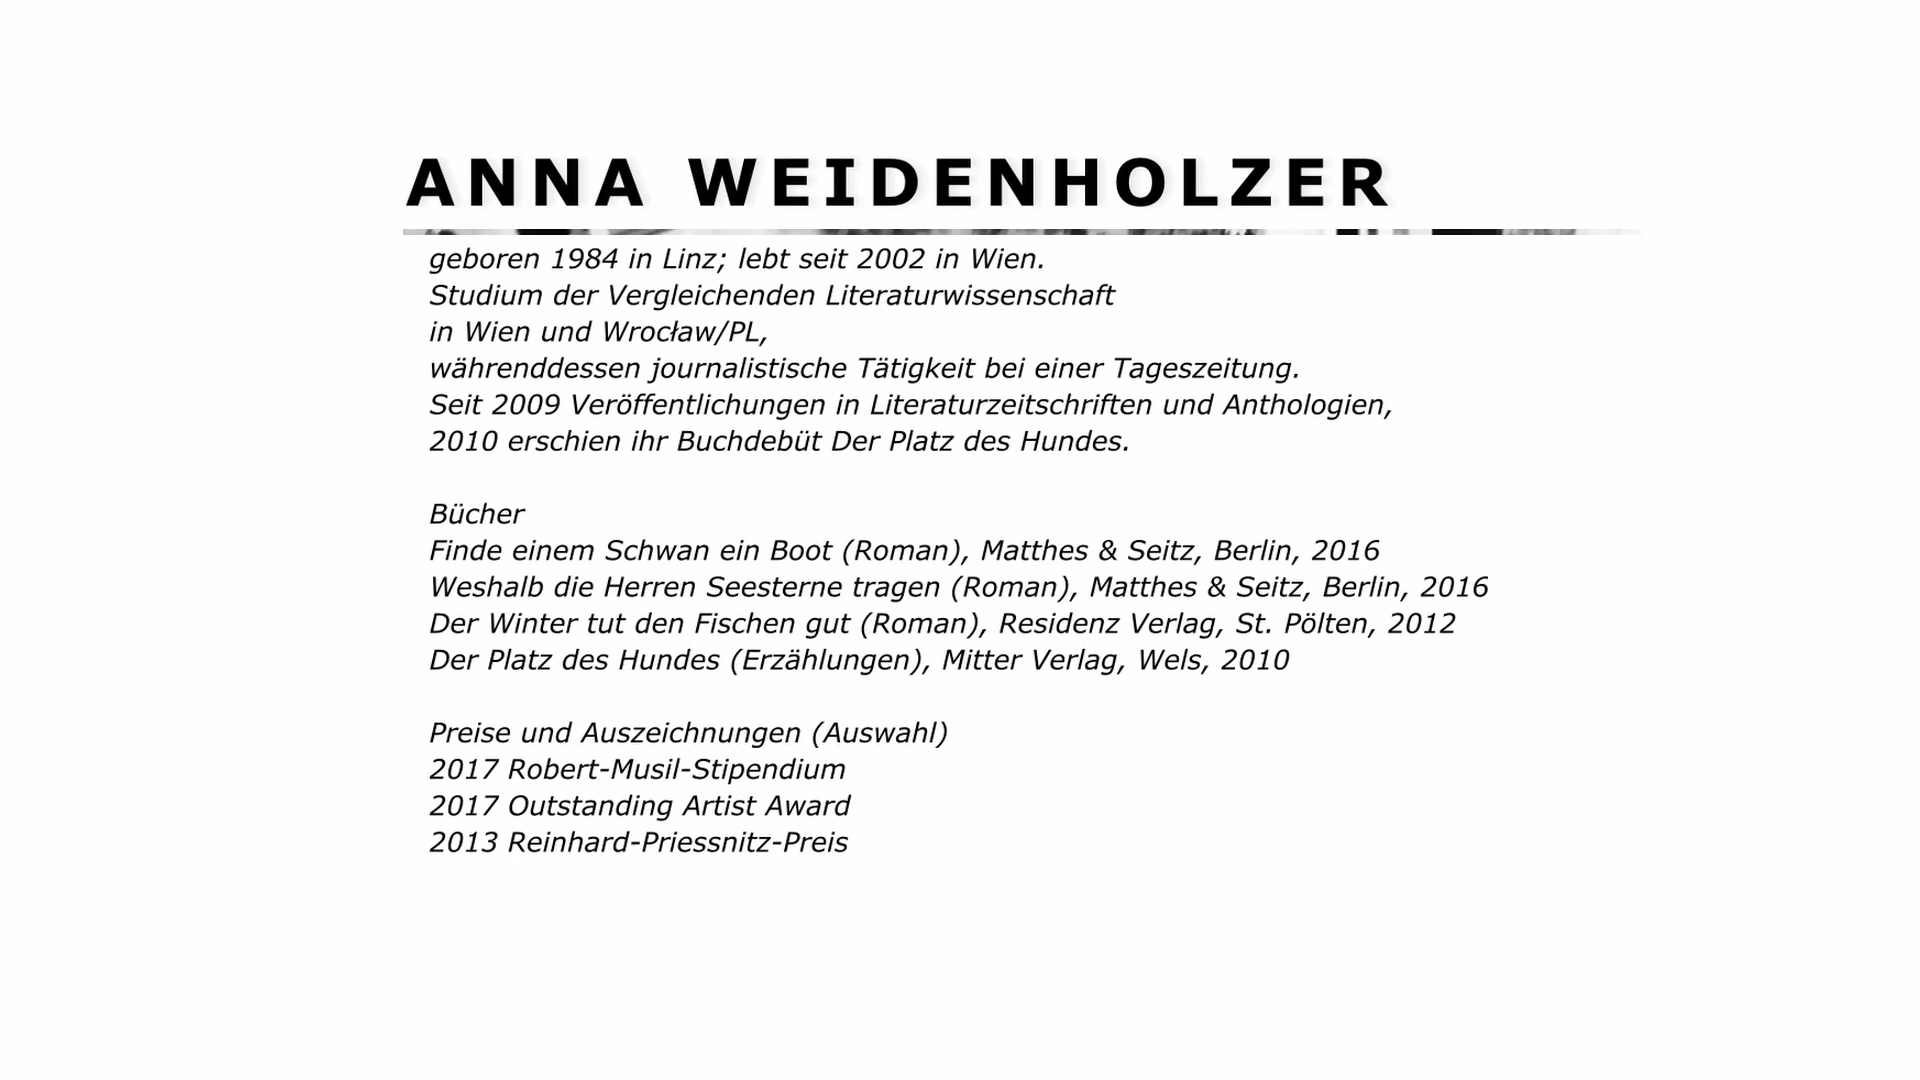 ANNA WEIDENHOLZER
geboren 1984 in Linz; lebt seit 2002 in Wien.
Studium der Vergleichenden Literaturwissenschaft
in Wien und Wrocław/PL,
währenddessen journalistische Tätigkeit bei einer Tageszeitung.
Seit 2009 Veröffentlichungen in Literaturzeitschriften und Anthologien,
2010 erschien ihr Buchdebüt Der Platz des Hundes.
Bücher
Finde einem Schwan ein Boot (Roman), Matthes & Seitz, Berlin, 2016
Weshalb die Herren Seesterne tragen (Roman), Matthes & Seitz, Berlin, 2016
Der Winter tut den Fischen gut (Roman), Residenz Verlag, St. Pölten, 2012
Der Platz des Hundes (Erzählungen), Mitter Verlag, Wels, 2010
Preise und Auszeichnungen (Auswahl)
2017 Robert-Musil-Stipendium
2017 Outstanding Artist Award
2013 Reinhard-Priessnitz-Preis